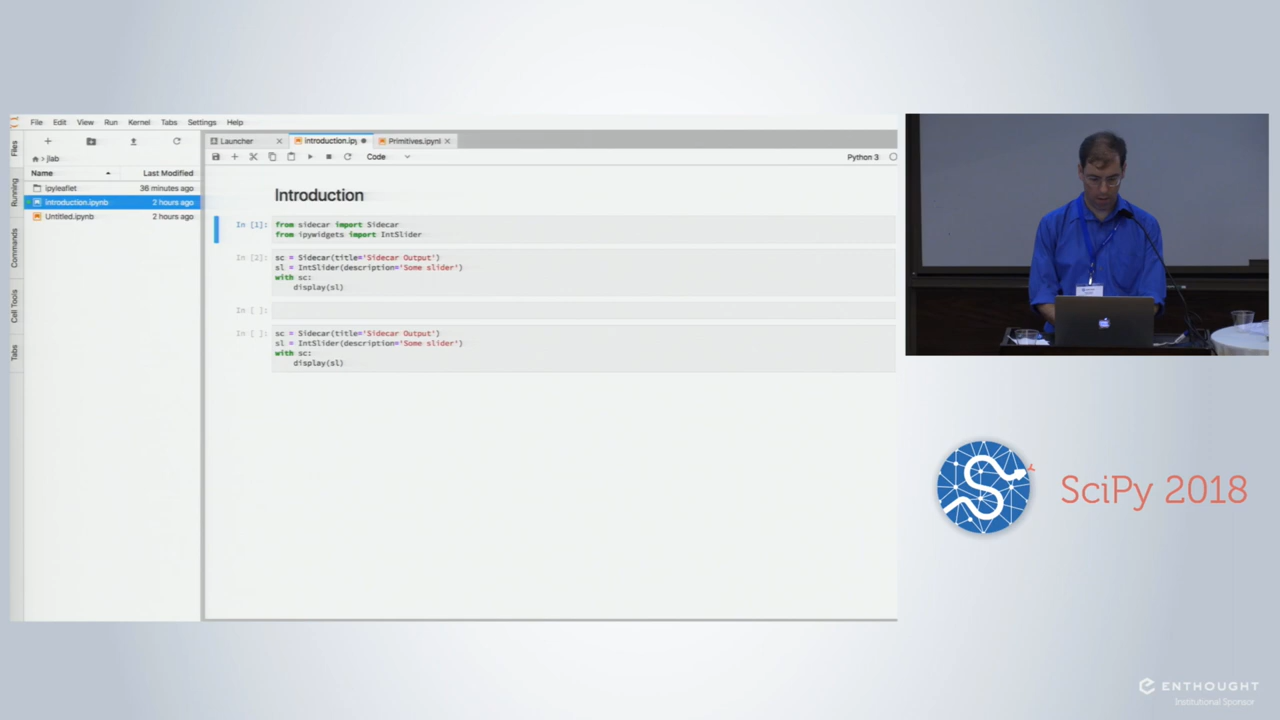 File Edit View Run Kernel Tabs Settings Help
Files
Running
Commands
Cell Tools
Tabs
jlab
Name Last Modified
ipyleaflet 36 minutes ago
introduction.ipynb 2 hours ago
Untitled.ipynb 2 hours ago
Launcher introduction.ipy Primitives.ipynl
Code Python 3
Introduction
In [1]: from sidecar import Sidecar
from ipywidgets import IntSlider
In [2]: sc = Sidecar(title='Sidecar Output')
sl = IntSlider(description='Some slider')
with sc:
display(sl)
In [ ]:
In [ ]: sc = Sidecar(title='Sidecar Output')
sl = IntSlider(description='Some slider')
with sc:
display(sl)
SciPy 2018
ENTHOUGHT
Institutional Sponsor